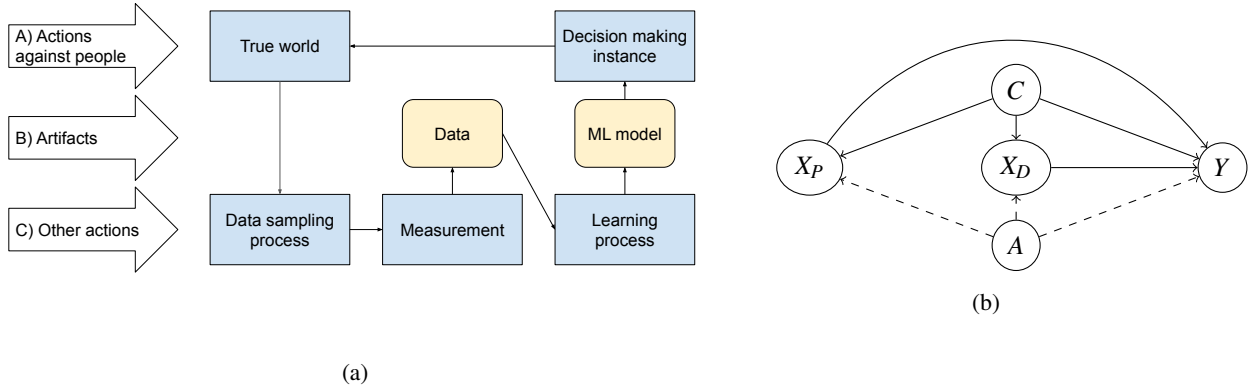 A) Actions
against people
True world
Decision making
instance
B) Artifacts
Data
ML model
C) Other actions
Data sampling
process
Measurement
Learning
process
(a)
C
X_P
X_D
Y
A
(b)